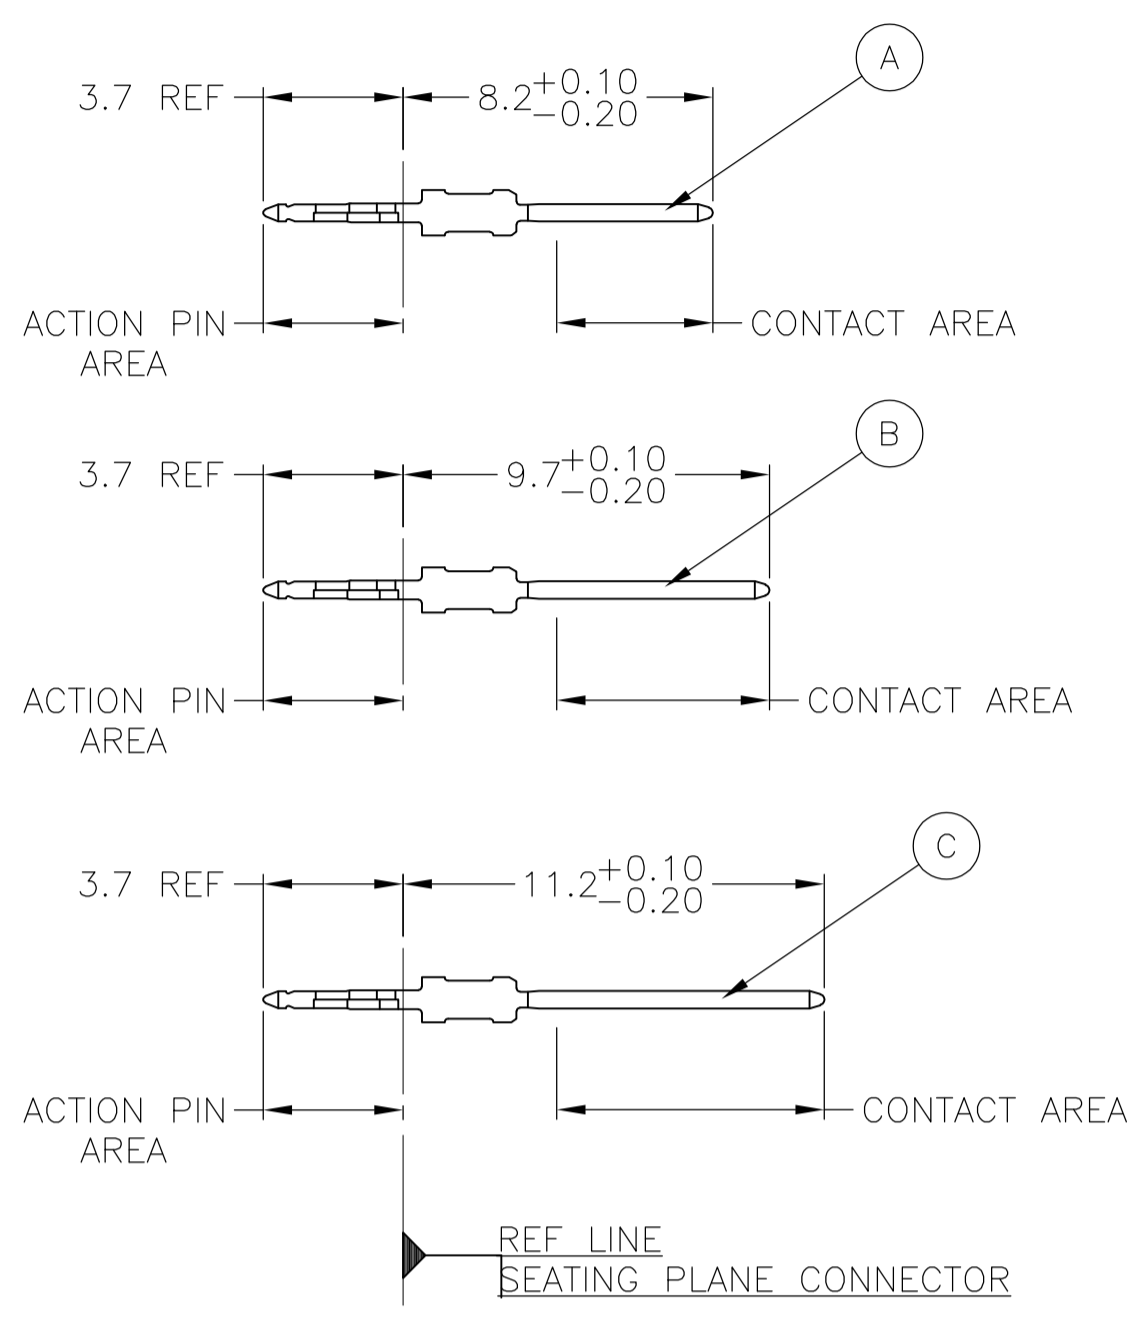 A
3.7 REF
8.2 +0.10 -0.20
ACTION PIN AREA
CONTACT AREA
B
3.7 REF
9.7 +0.10 -0.20
ACTION PIN AREA
CONTACT AREA
C
3.7 REF
11.2 +0.10 -0.20
ACTION PIN AREA
CONTACT AREA
REF LINE
SEATING PLANE CONNECTOR